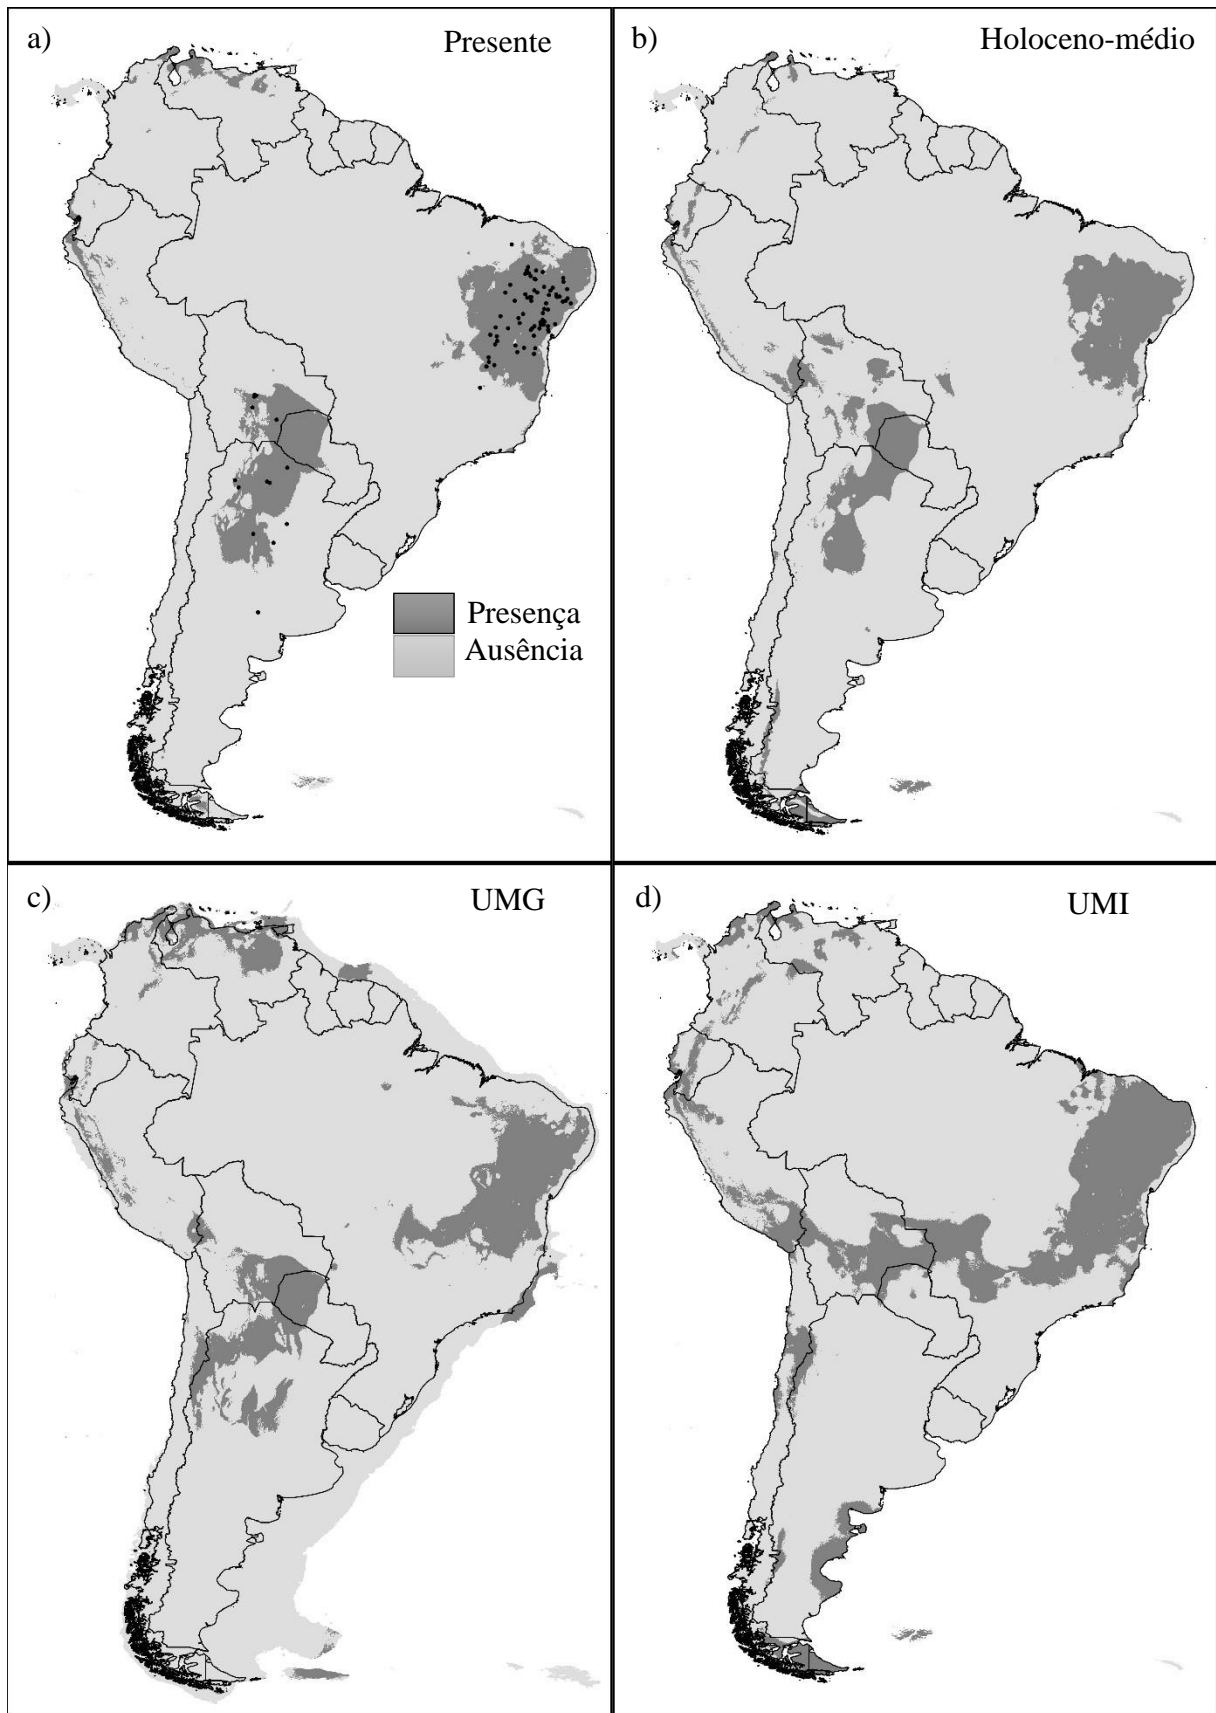 a)
Presente
b)
Holoceno-médio
Presença
Ausência
c)
UMG
d)
UMI